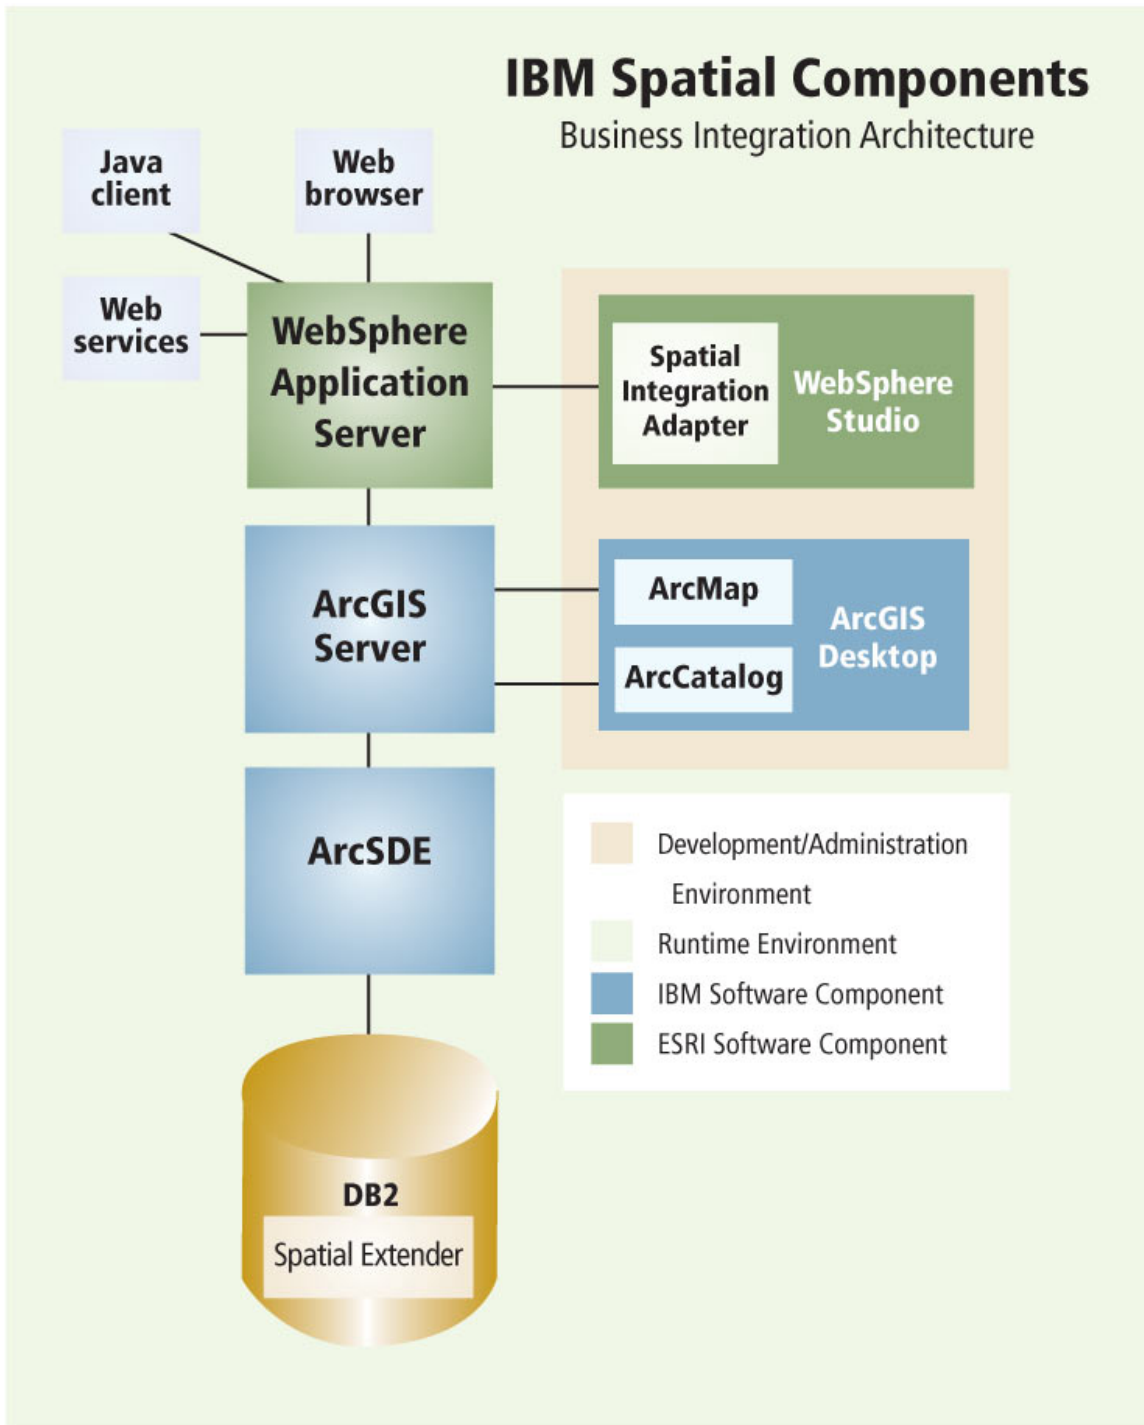 IBM Spatial Components
Business Integration Architecture
Java
client
Web
browser
Web
services
WebSphere
Application
Server
Spatial
Integration
Adapter
WebSphere
Studio
ArcGIS
Server
ArcMap
ArcCatalog
ArcGIS
Desktop
ArcSDE
Development/Administration
Environment
Runtime Environment
IBM Software Component
ESRI Software Component
DB2
Spatial Extender